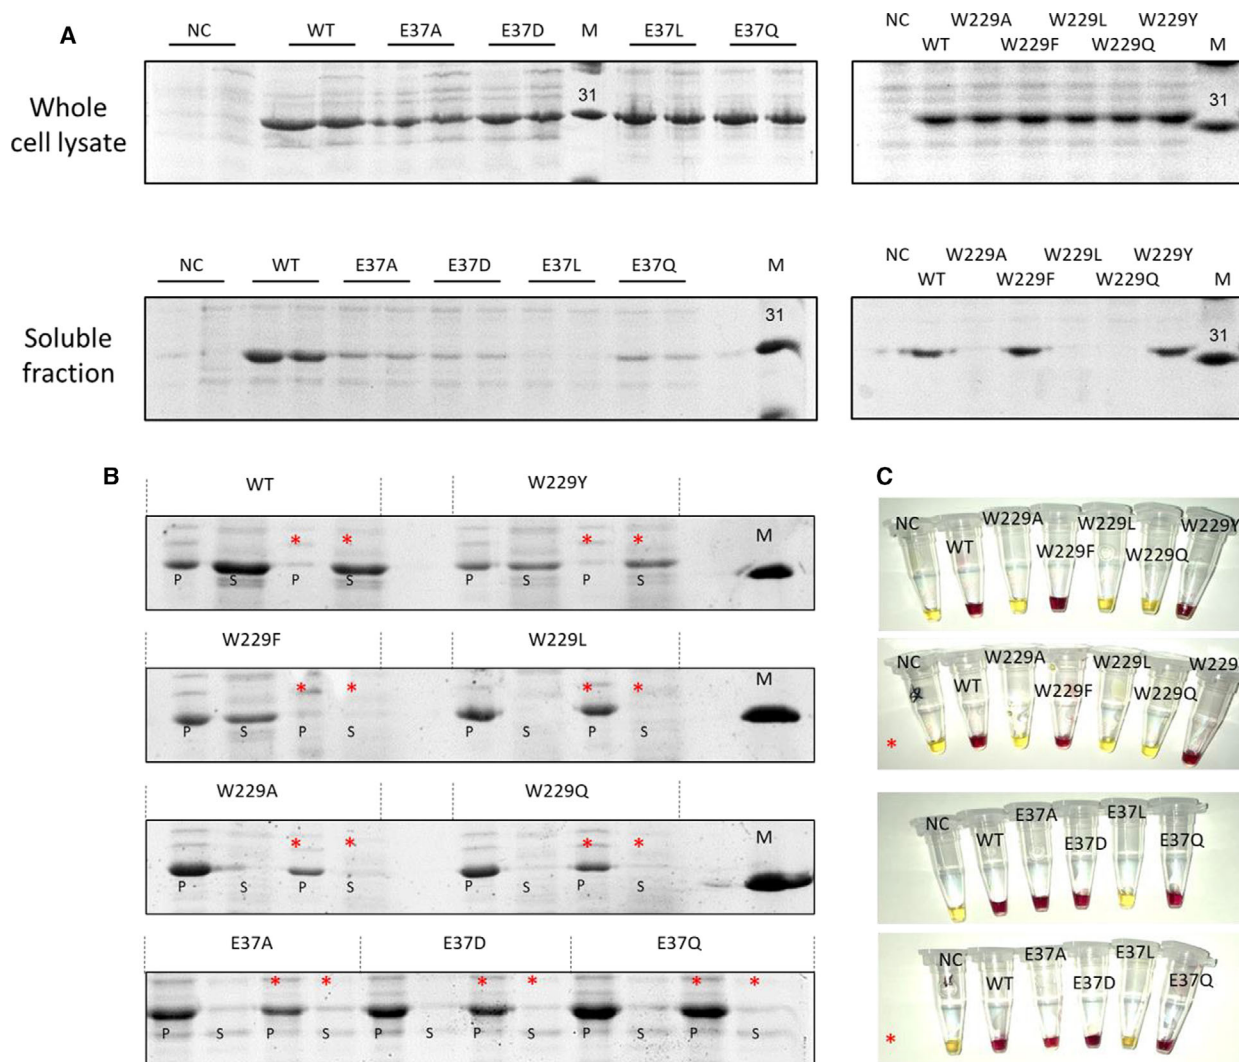 A
NC WT E37A E37D M E37L E37Q
NC W229A W229L W229Y
WT W229F W229Q M
Whole
cell lysate
31
31
NC WT E37A E37D E37L E37Q M
NC W229A W229L W229Y
WT W229F W229Q M
Soluble
fraction
31
31
B
WT W229Y
* * * * M
P S P S P S P S
W229F W229L
* * * * M
P S P S P S P S
W229A W229Q
* * * * M
P S P S P S P S
E37A E37D E37Q
* * * * * *
P S P S P S P S P S P S
C
NC W229A W229L W229Y
WT W229F W229Q
NC W229A W229L W229
WT W229F W229Q
*
NC E37A E37L
WT E37D E37Q
NC E37A E37L
WT E37D E37Q
*